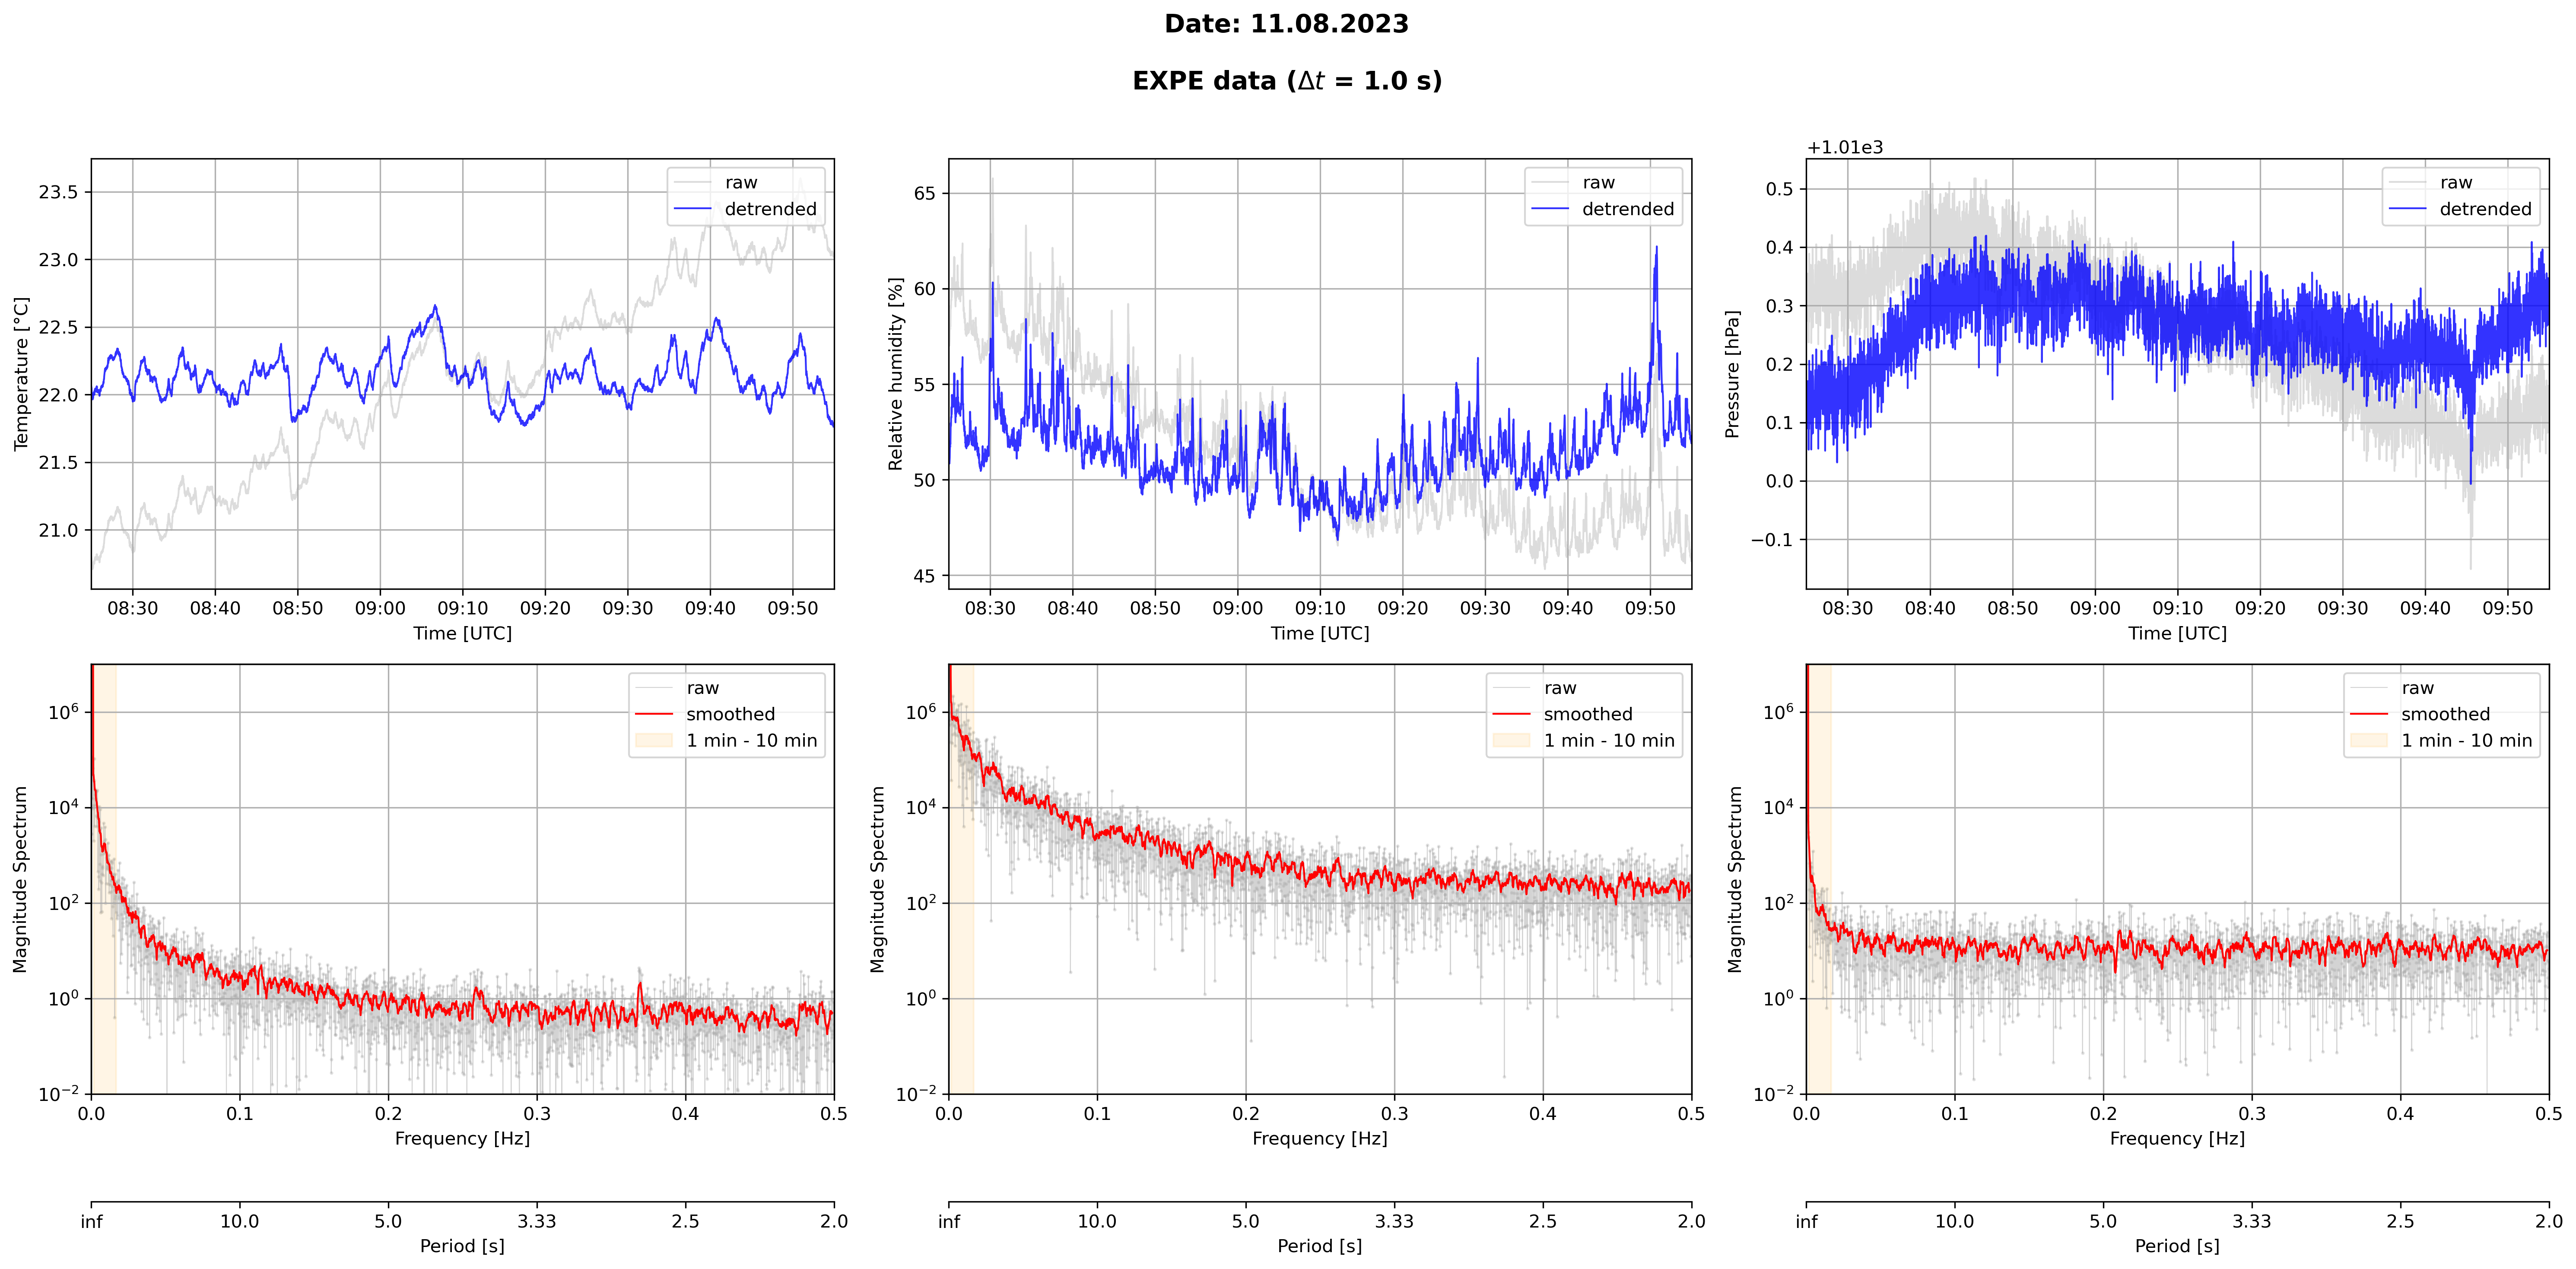 Date: 11.08.2023
EXPE data (Δt = 1.0 s)
23.5
23.0
22.5
22.0
21.5
21.0
Temperature [°C]
raw
detrended
08:30 08:40 08:50 09:00 09:10 09:20 09:30 09:40 09:50
Time [UTC]
65
60
55
50
45
Relative humidity [%]
raw
detrended
08:30 08:40 08:50 09:00 09:10 09:20 09:30 09:40 09:50
Time [UTC]
+1.01e3
0.5
0.4
0.3
0.2
0.1
0.0
−0.1
Pressure [hPa]
raw
detrended
08:30 08:40 08:50 09:00 09:10 09:20 09:30 09:40 09:50
Time [UTC]
10⁶
10⁴
10²
10⁰
10⁻²
Magnitude Spectrum
raw
smoothed
1 min - 10 min
0.0 0.1 0.2 0.3 0.4 0.5
Frequency [Hz]
inf 10.0 5.0 3.33 2.5 2.0
Period [s]
10⁶
10⁴
10²
10⁰
10⁻²
Magnitude Spectrum
raw
smoothed
1 min - 10 min
0.0 0.1 0.2 0.3 0.4 0.5
Frequency [Hz]
inf 10.0 5.0 3.33 2.5 2.0
Period [s]
10⁶
10⁴
10²
10⁰
10⁻²
Magnitude Spectrum
raw
smoothed
1 min - 10 min
0.0 0.1 0.2 0.3 0.4 0.5
Frequency [Hz]
inf 10.0 5.0 3.33 2.5 2.0
Period [s]